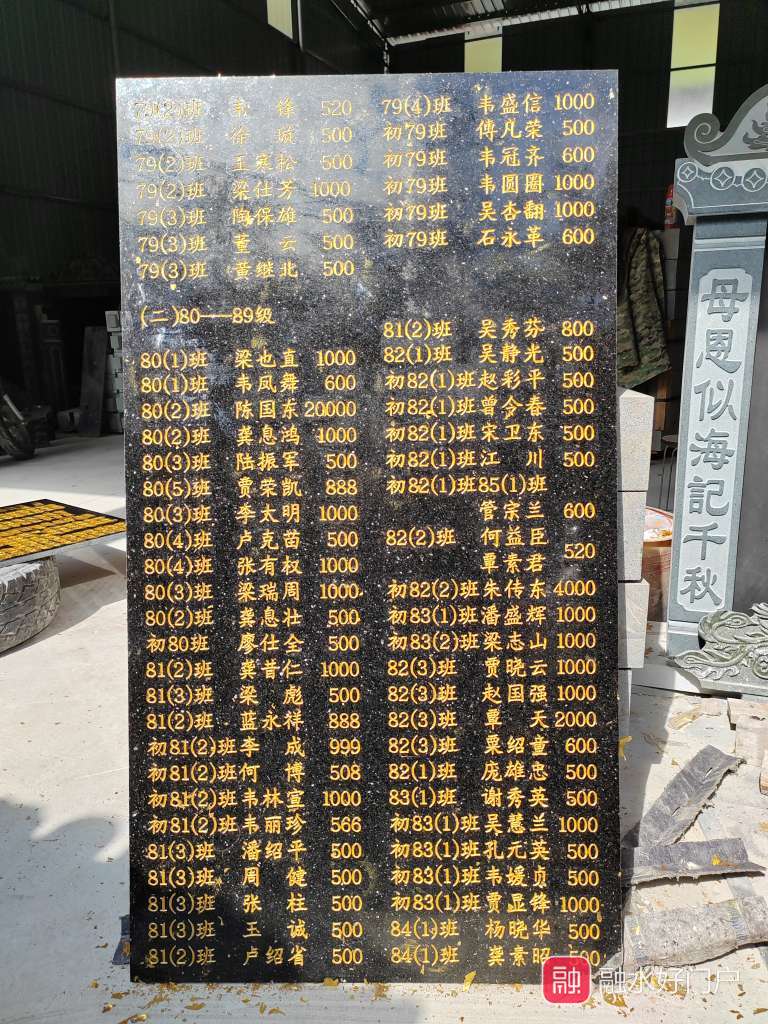 79(2)班 锋 520
79(2)班 徐 500
79(2)班 王寒松 500
79(2)班 梁仕芳 1000
79(3)班 陶保雄 500
79(3)班 董云 500
79(3)班 黄继北 500
(二)80——89级
80(1)班 梁也直 1000
80(1)班 韦凤舞 600
80(2)班 陈国东 20000
80(2)班 龚息鸿 1000
80(3)班 陆振军 500
80(5)班 贾荣凯 888
80(3)班 李太明 1000
80(4)班 卢克苗 500
80(4)班 张有权 1000
80(3)班 梁瑞周 1000
80(2)班 龚息壮 500
初80班 廖仕全 500
81(2)班 龚昔仁 1000
81(3)班 梁彪 500
81(2)班 蓝永祥 888
初81(2)班 李成 999
初81(2)班 何博 508
初81(2)班 韦林宣 1000
初81(2)班 韦丽珍 566
81(3)班 潘绍平 500
81(3)班 周健 500
81(3)班 张柱 500
81(3)班 王诚 500
81(2)班 卢绍省 500
79(4)班 韦盛信 1000
初79班 傅凡荣 500
初79班 韦冠齐 600
初79班 韦圆圈 1000
初79班 吴杏翻 1000
初79班 石永革 600
81(2)班 吴秀芬 800
82(1)班 吴静光 500
初82(1)班 赵彩平 500
初82(1)班 曾令春 500
初82(1)班 宋卫东 500
初82(1)班 江川 500
初82(1)班85(1)班
管宗兰 600
82(2)班 何益臣
覃素君 520
初82(2)班 朱传东 4000
初83(1)班 潘盛辉 1000
初83(2)班 梁志山 1000
82(3)班 贾晓云 1000
82(3)班 赵国强 1000
82(3)班 覃天 2000
82(3)班 粟绍童 600
82(1)班 庞雄忠 500
83(1)班 谢秀英 500
初83(1)班 吴慧兰 1000
初83(1)班 孔元英 500
初83(1)班 韦媛贞 500
初83(1)班 贾显锋 1000
84(1)班 杨晓华 500
84(1)班 龚素昭 500
母恩似海記千秋
融 融水好门户